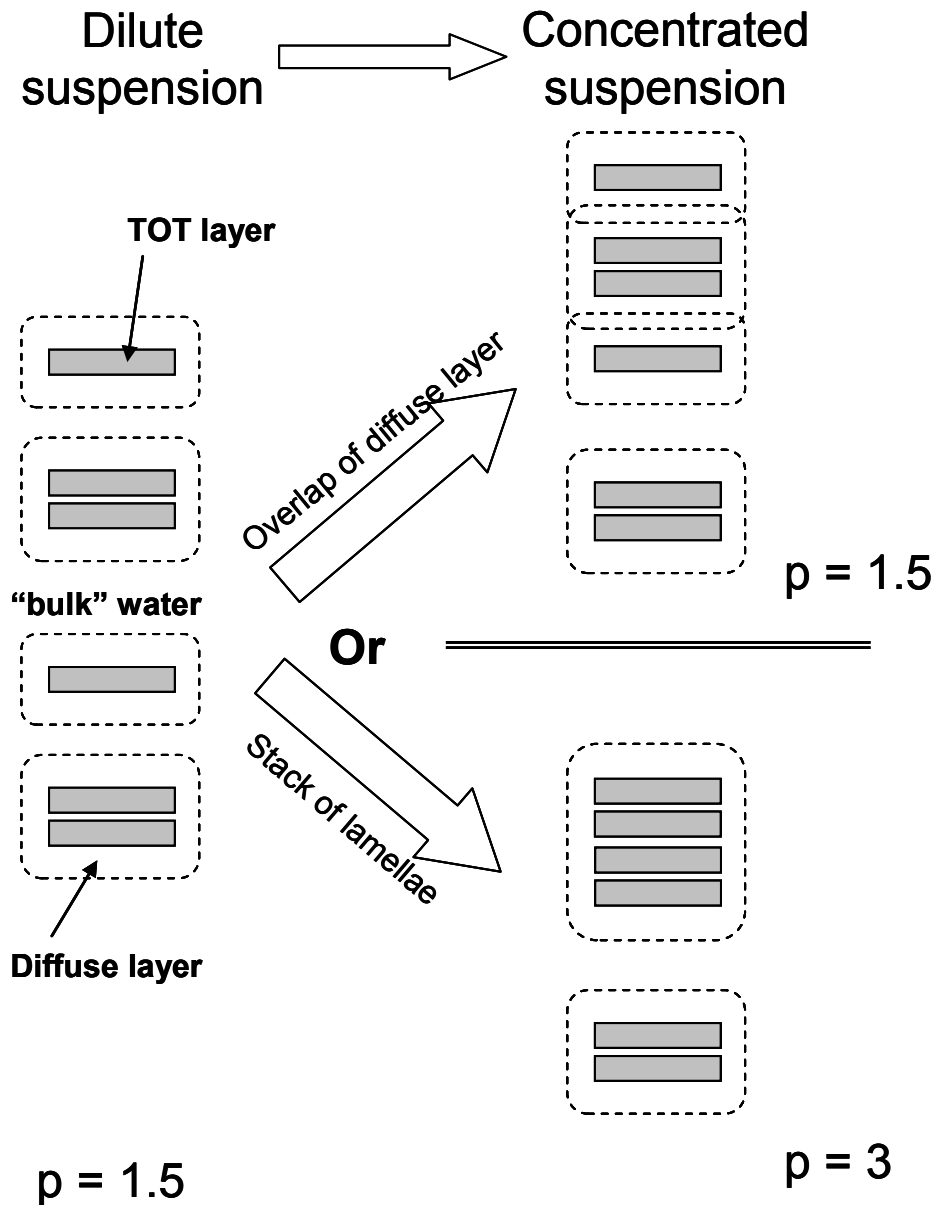 Dilute
suspension
Concentrated
suspension
TOT layer
Overlap of diffuse layer
p = 1.5
“bulk” water
Or
Stack of lamellae
Diffuse layer
p = 1.5
p = 3